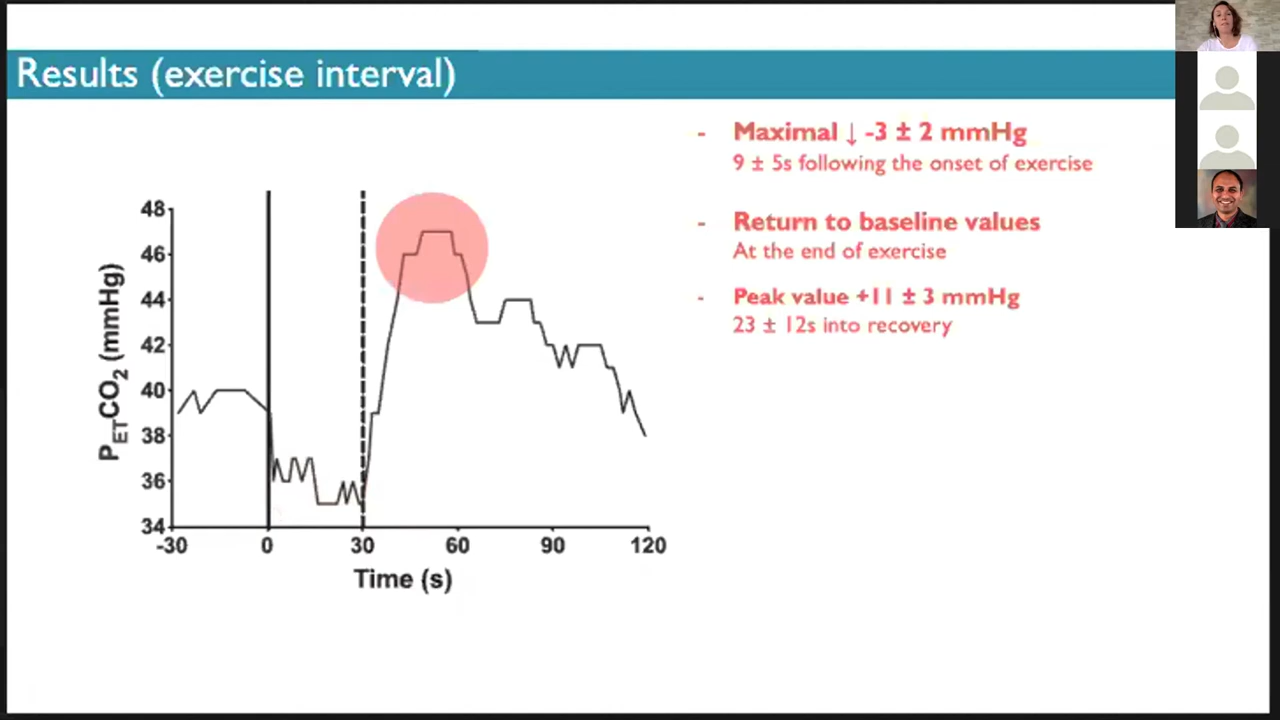 Results (exercise interval)
- Maximal ↓ -3 ± 2 mmHg
9 ± 5s following the onset of exercise
- Return to baseline values
At the end of exercise
- Peak value +11 ± 3 mmHg
23 ± 12s into recovery
P_ETCO₂ (mmHg)
48
46
44
42
40
38
36
34
-30 0 30 60 90 120
Time (s)